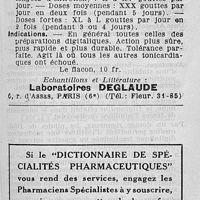 jour. — Doses moyennes : XXX gouttes par
jour en deux fois (pendant 5 jours). —
Doses fortes : XL à L gouttes par jour en
2 fois (pendant 3 ou 4 jours).
Indications. — En général toutes celles des
préparations digitaliques. Action plus sûre,
pus rapide et plus durable. Tolérance par-
faite. Agit là où tous les autres tonicardia-
ques ont échoué.
Le flacon, 10 fr.
Echantillons et Littérature :
Laboratoires DEGLAUDE
6, r. d'Assas, PARIS (6e) (Tél.: Fleur. 31-85)
Si le "DICTIONNAIRE DE SPÉ-
CIALITÉS PHARMACEUTIQUES"
vous rend des services, engagez les
Pharmaciens Spécialistes à y souscrire,